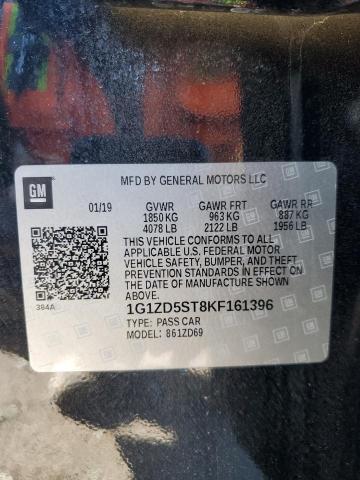 GM
MFD BY GENERAL MOTORS LLC
01/19 GVWR GAWR FRT GAWR RR
1850 KG 963 KG 887 KG
4078 LB 2122 LB 1956 LB
THIS VEHICLE CONFORMS TO ALL
APPLICABLE U.S. FEDERAL MOTOR
VEHICLE SAFETY, BUMPER, AND THEFT
PREVENTION STANDARDS IN EFFECT ON
THE DATE OF MANUFACTURE SHOWN ABOVE.
384A
1G1ZD5ST8KF161396
TYPE: PASS CAR
MODEL: 861ZD69